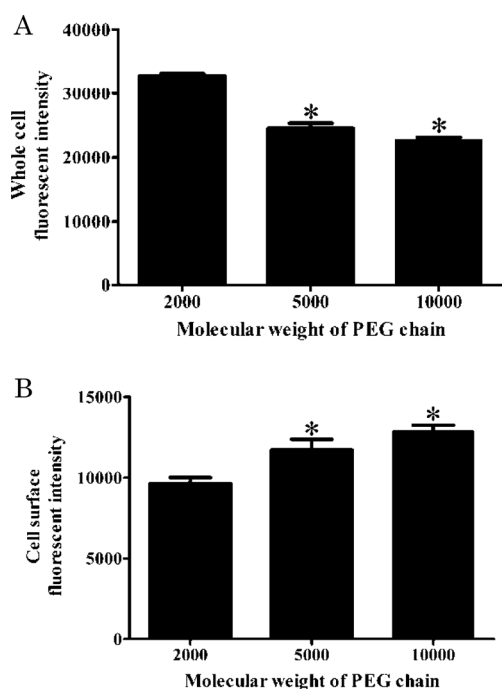 A
Whole cell
fluorescent intensity
40000
30000
20000
10000
0
*
*
2000 5000 10000
Molecular weight of PEG chain
B
Cell surface
fluorescent intensity
15000
10000
5000
0
*
*
2000 5000 10000
Molecular weight of PEG chain